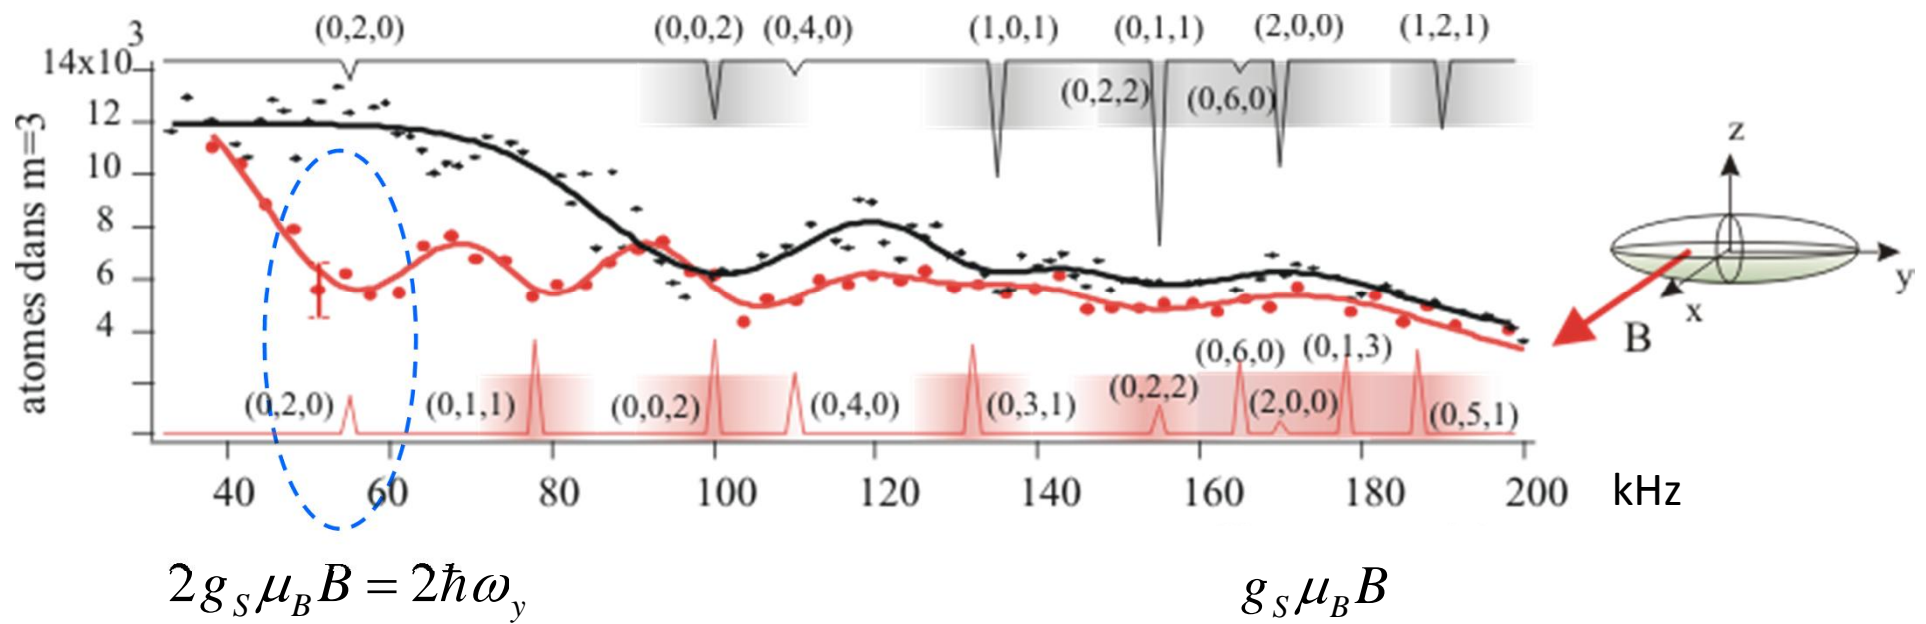 (0,2,0) (0,0,2) (0,4,0) (1,0,1) (0,1,1) (2,0,0) (1,2,1)
14x10 3
(0,2,2) (0,6,0)
12
10
8
6
4
atomes dans m=3
z
y
x
B
(0,6,0) (0,1,3)
(0,2,0) (0,1,1) (0,0,2) (0,4,0) (0,3,1) (0,2,2) (2,0,0) (0,5,1)
40 60 80 100 120 140 160 180 200 kHz
2g_S μ_B B = 2ħω_y
g_S μ_B B